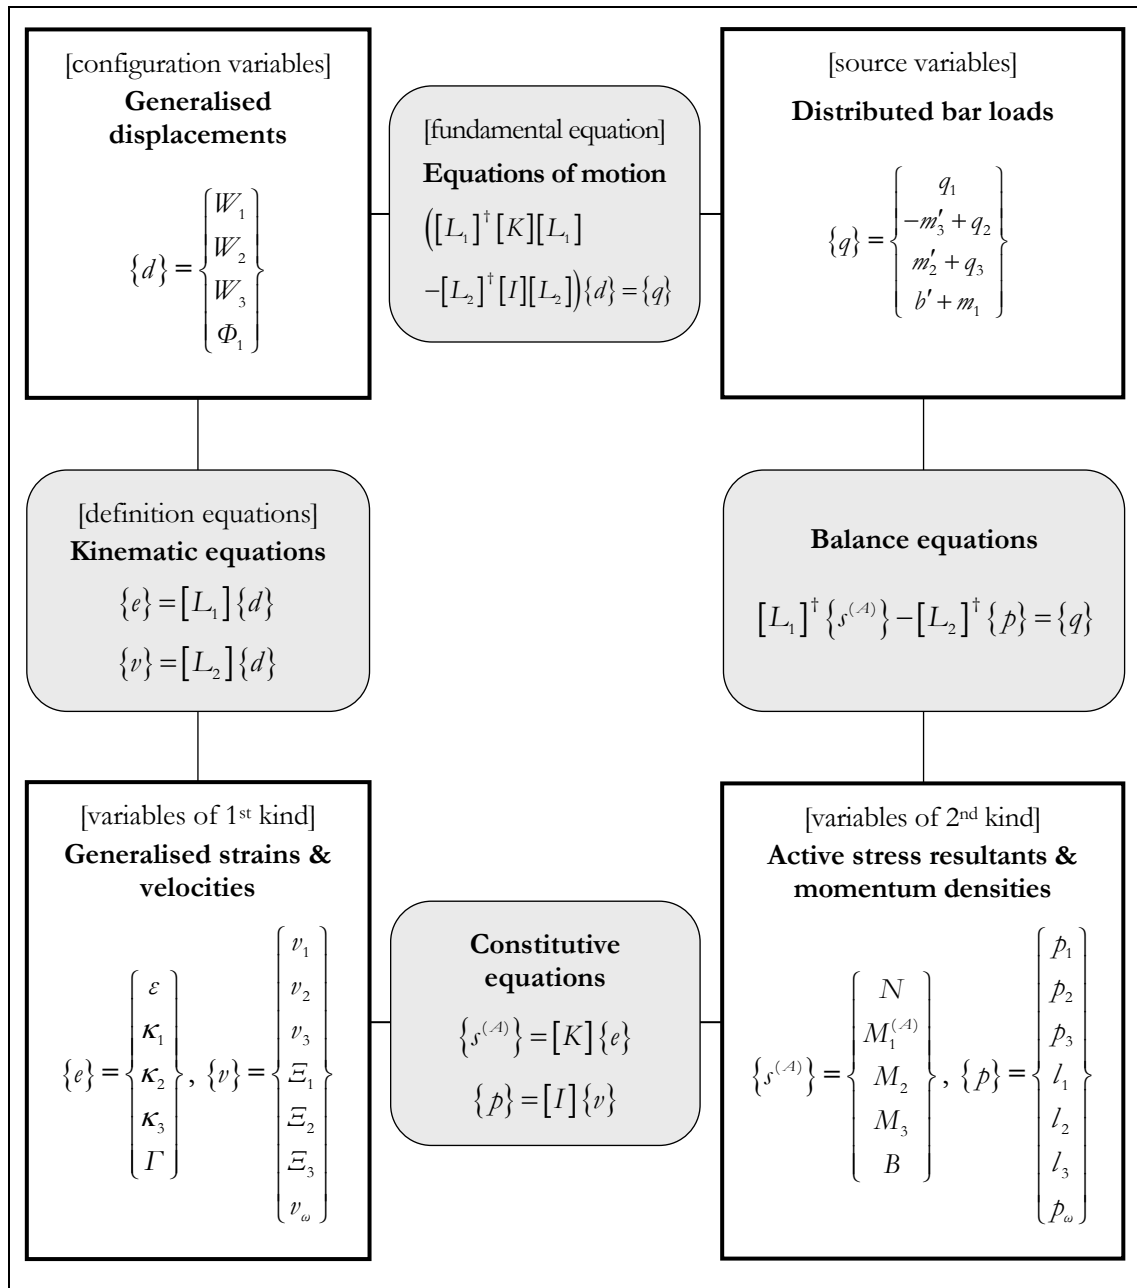 [configuration variables]
Generalised
displacements
{d} = {W₁
W₂
W₃
Φ₁}
[fundamental equation]
Equations of motion
([L₁]† [K][L₁]
−[L₂]† [I][L₂]){d} = {q}
[source variables]
Distributed bar loads
{q} = {q₁
−m′₃ + q₂
m′₂ + q₃
b′ + m₁}
[definition equations]
Kinematic equations
{e} = [L₁]{d}
{v} = [L₂]{d}
Balance equations
[L₁]† {s⁽ᴬ⁾} − [L₂]† {p} = {q}
[variables of 1st kind]
Generalised strains &
velocities
{e} = {ε
κ₁
κ₂
κ₃
Γ}, {v} = {v₁
v₂
v₃
Ξ₁
Ξ₂
Ξ₃
v_ω}
Constitutive
equations
{s⁽ᴬ⁾} = [K]{e}
{p} = [I]{v}
[variables of 2nd kind]
Active stress resultants &
momentum densities
{s⁽ᴬ⁾} = {N
M₁⁽ᴬ⁾
M₂
M₃
B}, {p} = {p₁
p₂
p₃
l₁
l₂
l₃
p_ω}